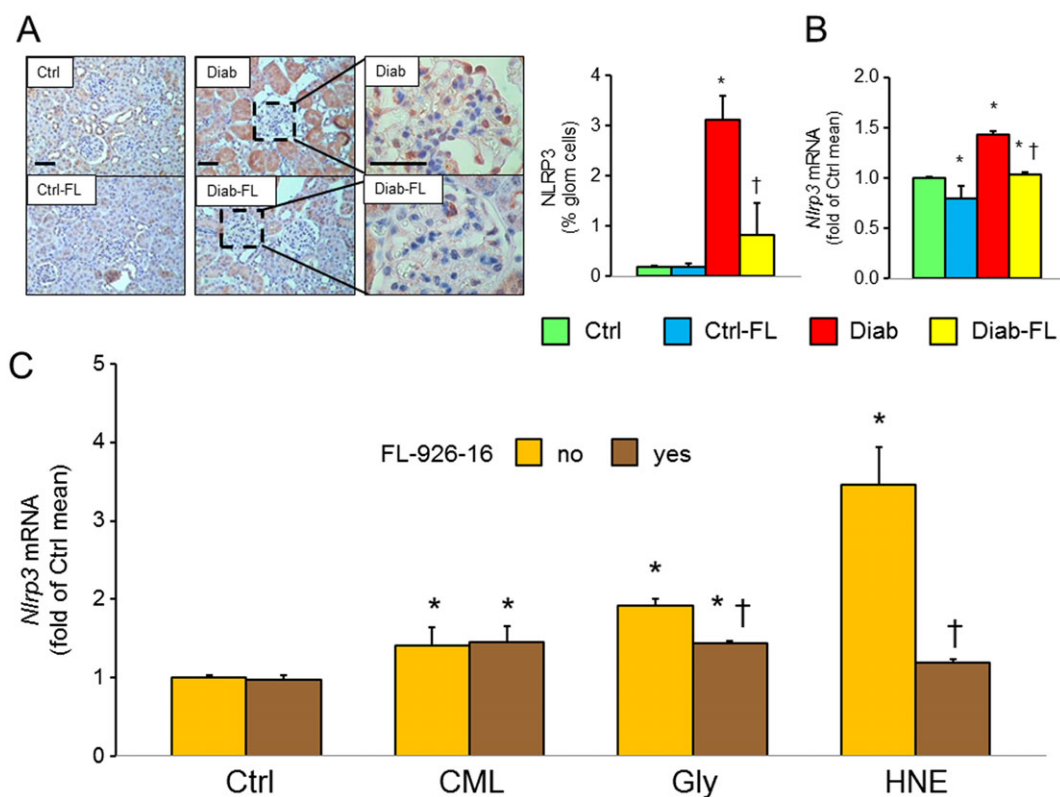 A
Ctrl
Diab
Diab
Ctrl-FL
Diab-FL
Diab-FL
NLRP3
(% glom cells)
4
3
2
1
0
*
†
B
Nlrp3 mRNA
(fold of Ctrl mean)
2.0
1.5
1.0
0.5
0.0
*
*
* †
Ctrl
Ctrl-FL
Diab
Diab-FL
C
Nlrp3 mRNA
(fold of Ctrl mean)
5
4
3
2
1
0
FL-926-16 no yes
*
*
*
* †
*
†
Ctrl
CML
Gly
HNE